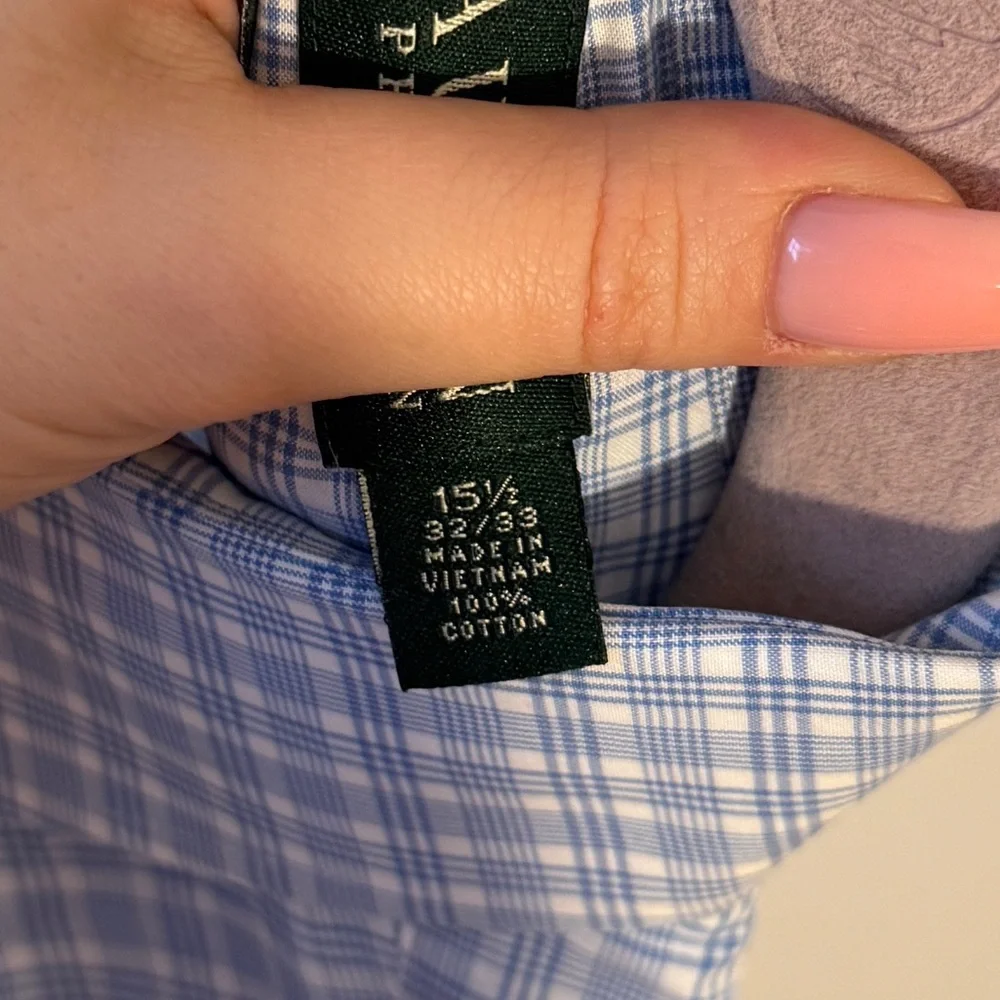 15½
32/33
MADE IN
VIETNAM
100%
COTTON